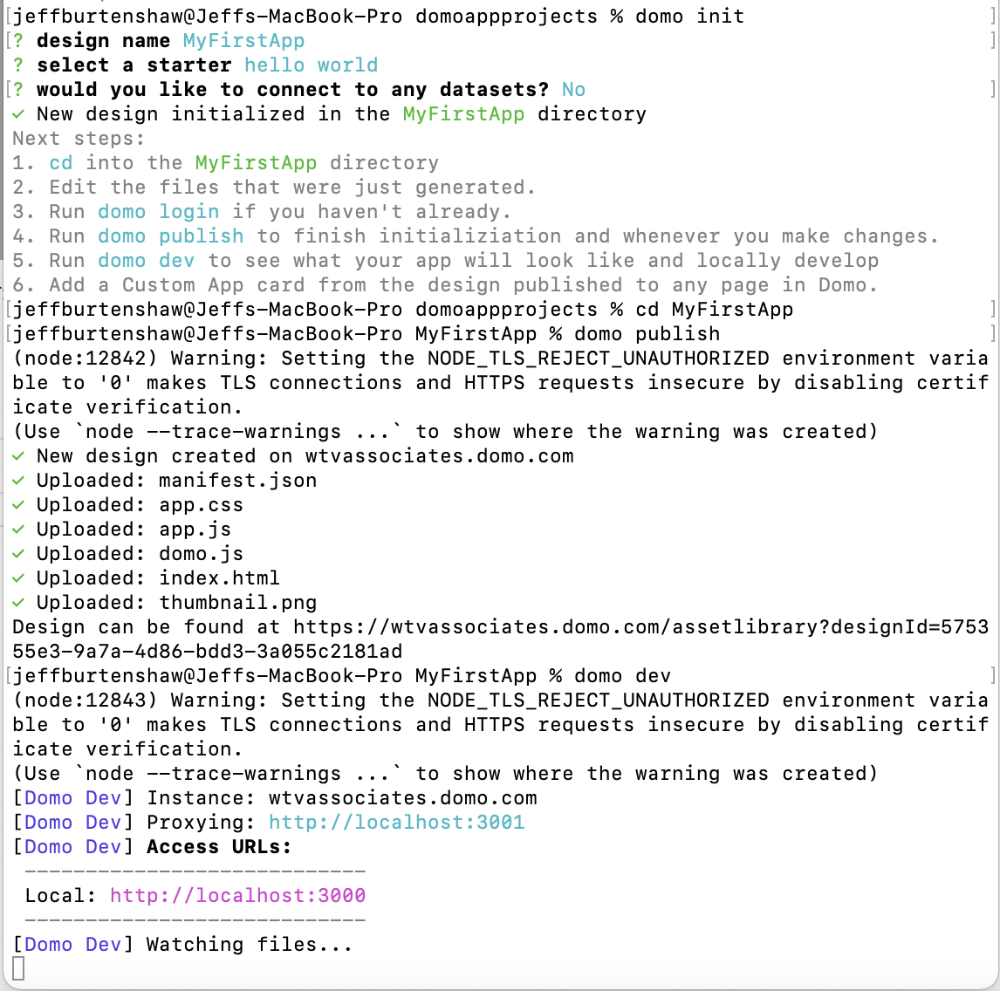 [jeffburtenshaw@Jeffs-MacBook-Pro domoappprojects % domo init ]
[? design name MyFirstApp ]
? select a starter hello world
[? would you like to connect to any datasets? No ]
✓ New design initialized in the MyFirstApp directory
Next steps:
1. cd into the MyFirstApp directory
2. Edit the files that were just generated.
3. Run domo login if you haven't already.
4. Run domo publish to finish initializiation and whenever you make changes.
5. Run domo dev to see what your app will look like and locally develop
6. Add a Custom App card from the design published to any page in Domo.
[jeffburtenshaw@Jeffs-MacBook-Pro domoappprojects % cd MyFirstApp ]
[jeffburtenshaw@Jeffs-MacBook-Pro MyFirstApp % domo publish ]
(node:12842) Warning: Setting the NODE_TLS_REJECT_UNAUTHORIZED environment varia
ble to '0' makes TLS connections and HTTPS requests insecure by disabling certif
icate verification.
(Use `node --trace-warnings ...` to show where the warning was created)
✓ New design created on wtvassociates.domo.com
✓ Uploaded: manifest.json
✓ Uploaded: app.css
✓ Uploaded: app.js
✓ Uploaded: domo.js
✓ Uploaded: index.html
✓ Uploaded: thumbnail.png
Design can be found at https://wtvassociates.domo.com/assetlibrary?designId=5753
55e3-9a7a-4d86-bdd3-3a055c2181ad
[jeffburtenshaw@Jeffs-MacBook-Pro MyFirstApp % domo dev ]
(node:12843) Warning: Setting the NODE_TLS_REJECT_UNAUTHORIZED environment varia
ble to '0' makes TLS connections and HTTPS requests insecure by disabling certif
icate verification.
(Use `node --trace-warnings ...` to show where the warning was created)
[Domo Dev] Instance: wtvassociates.domo.com
[Domo Dev] Proxying: http://localhost:3001
[Domo Dev] Access URLs:
----------------------------
Local: http://localhost:3000
----------------------------
[Domo Dev] Watching files...